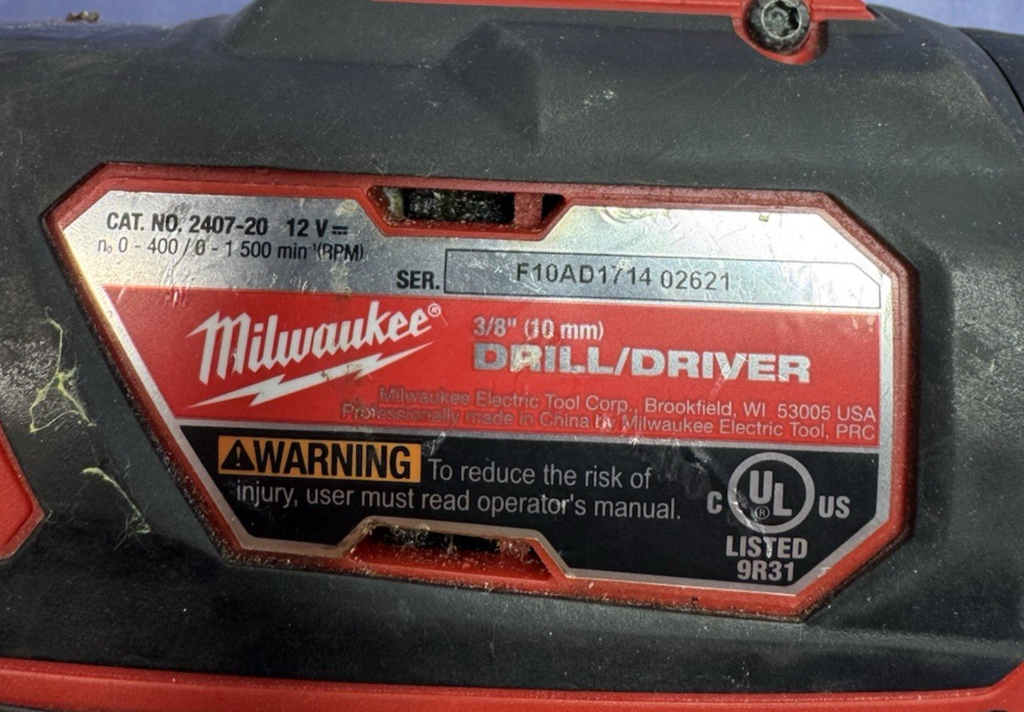 CAT. NO. 2407-20 12 V⎓
n₀ 0 - 400 / 0 - 1 500 min⁻¹(RPM)
SER. F10AD1714 02621
Milwaukee®
3/8" (10 mm)
DRILL/DRIVER
Milwaukee Electric Tool Corp., Brookfield, WI 53005 USA
Professionally made in China by Milwaukee Electric Tool, PRC
WARNING To reduce the risk of
injury, user must read operator's manual.
C UL® US
LISTED
9R31